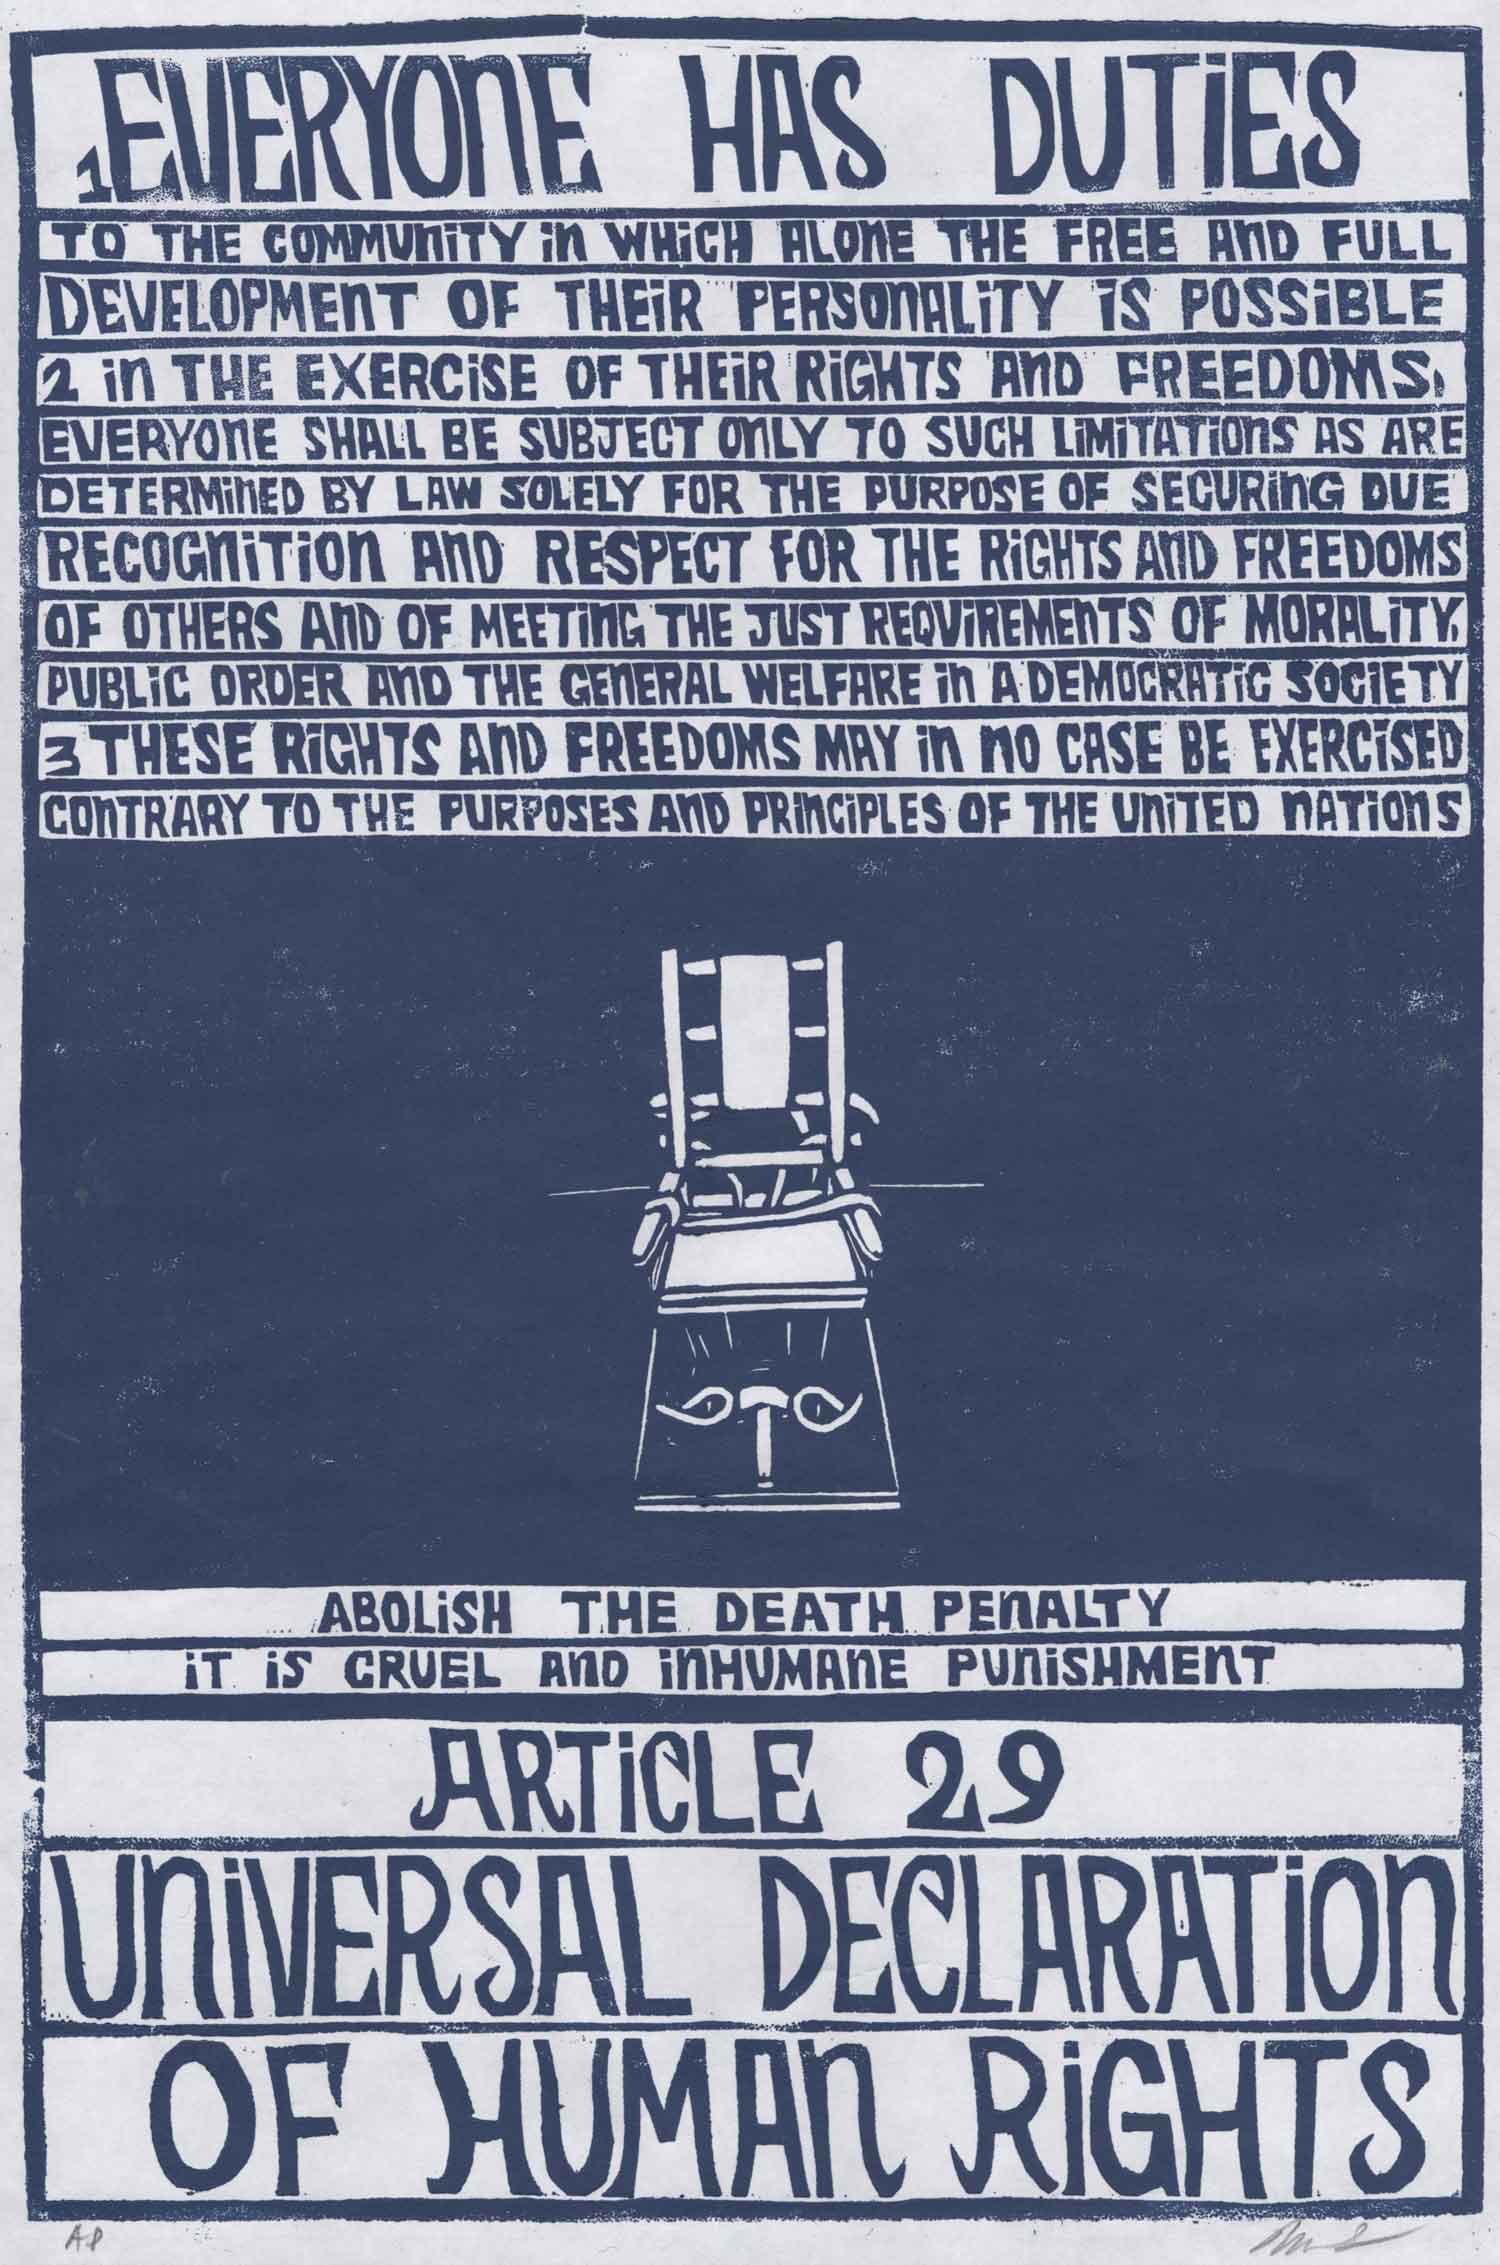 1 EVERYONE HAS DUTIES
TO THE COMMUNITY in WHiCH ALONE THE FREE AND FULL
DEVELOPMENT OF THEiR PERSONALiTY iS POSSiBLE
2 in THE EXERCiSE OF THEiR RiGHTS AND FREEDOMS,
EVERYONE SHALL BE SUBJECT ONLY TO SUCH LiMiTATiONS AS ARE
DETERMiNED BY LAW SOLELY FOR THE PURPOSE OF SECURiNG DUE
RECOGNiTiON AND RESPECT FOR THE RiGHTS AND FREEDOMS
OF OTHERS AND OF MEETiNG THE JUST REQUiREMENTS OF MORALiTY,
PUBLiC ORDER AND THE GENERAL WELFARE in A DEMOCRATiC SOCiETY
3 THESE RiGHTS AND FREEDOMS MAY in NO CASE BE EXERCiSED
CONTRARY TO THE PURPOSES AND PRiNCiPLES OF THE UNiTED NATiONS
ABOLiSH THE DEATH PENALTY
iT iS CRUEL AND iNHUMANE PUNiSHMENT
ARTiCLE 29
UNiVERSAL DECLARATiON
OF HUMAN RiGHTS
AP